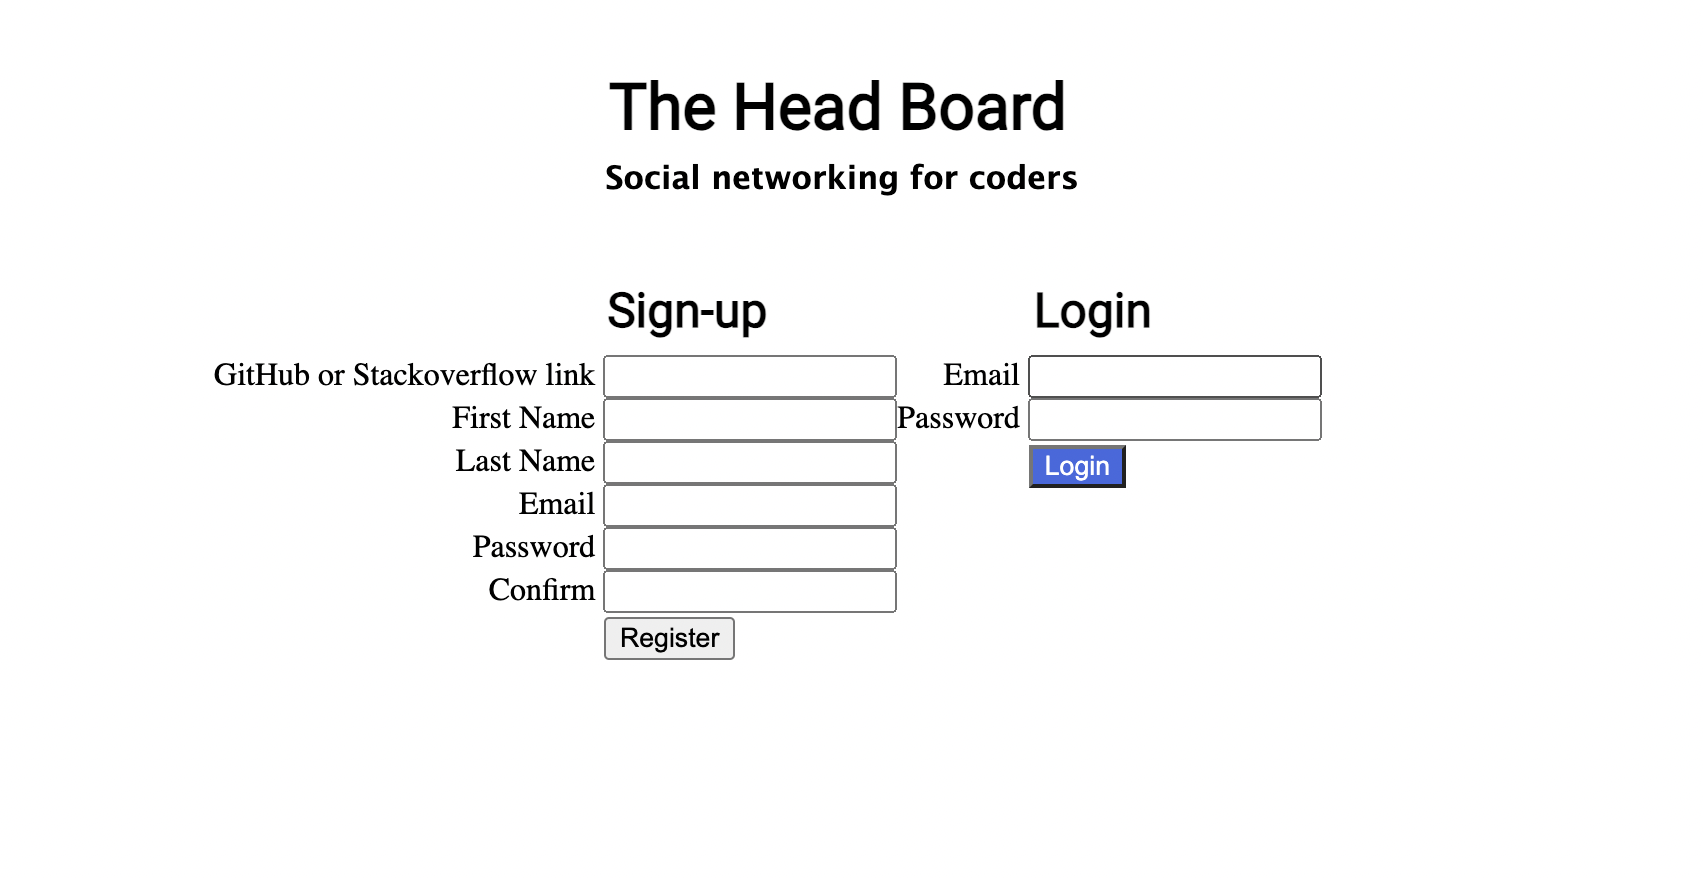 The Head Board
Social networking for coders
Sign-up
GitHub or Stackoverflow link
First Name
Last Name
Email
Password
Confirm
Register
Login
Email
Password
Login